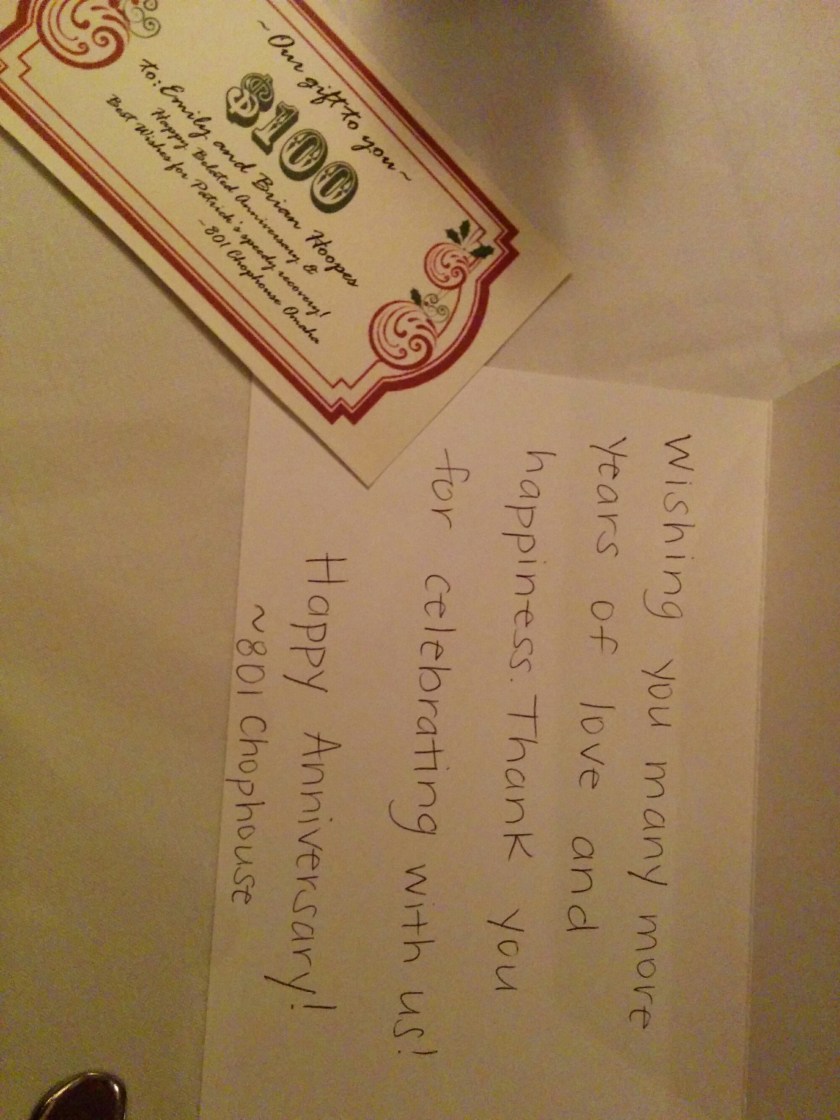 ~Our gift to you~
$100
to: Emily and Brian Hoopes
Happy Belated Anniversary &
Best Wishes for Patrick's speedy recovery!
~801 Chophouse Omaha
Wishing you many more
years of love and
happiness. Thank you
for celebrating with us!
Happy Anniversary!
~801 Chophouse